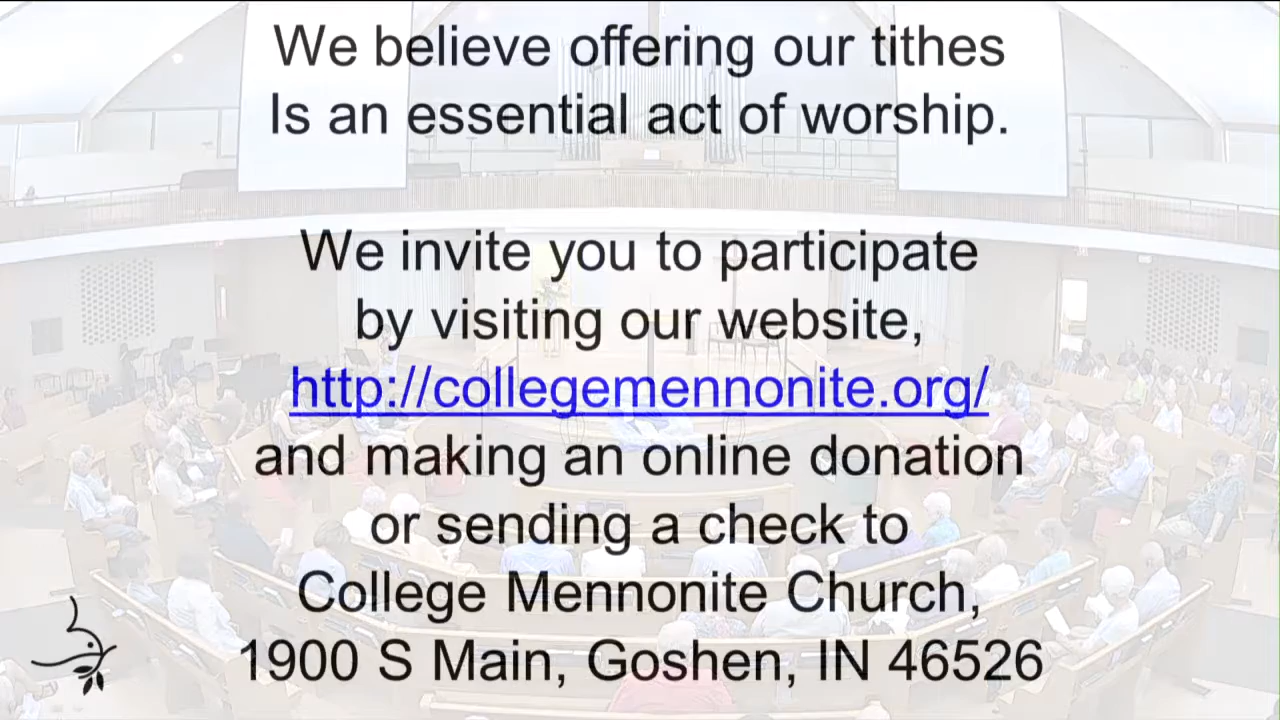 We believe offering our tithes
Is an essential act of worship.
We invite you to participate
by visiting our website,
http://collegemennonite.org/
and making an online donation
or sending a check to
College Mennonite Church,
1900 S Main, Goshen, IN 46526